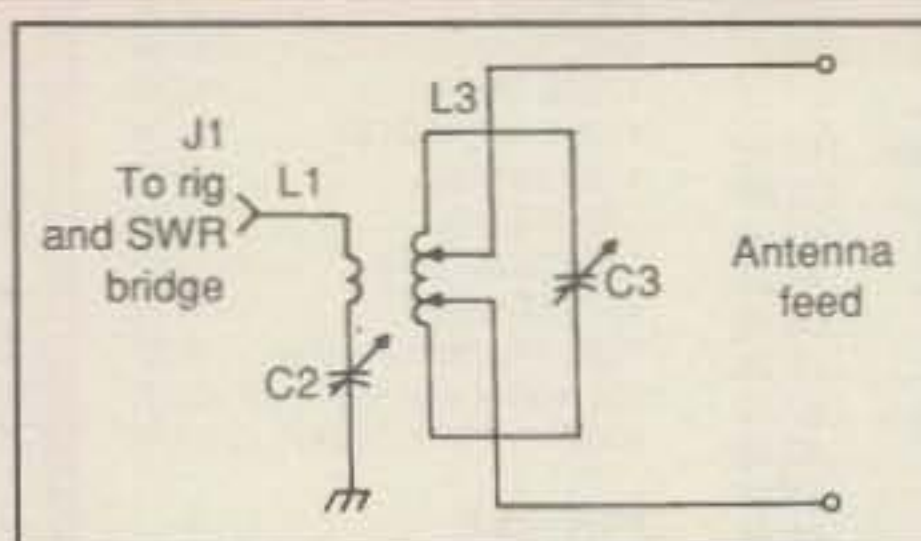 J1
To rig
and SWR
bridge
L1
L3
C2
C3
Antenna
feed